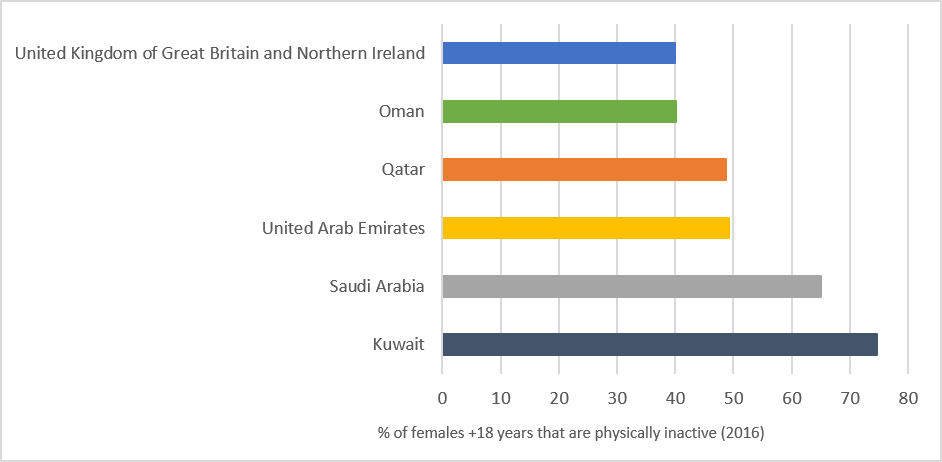 United Kingdom of Great Britain and Northern Ireland
Oman
Qatar
United Arab Emirates
Saudi Arabia
Kuwait
0 10 20 30 40 50 60 70 80
% of females +18 years that are physically inactive (2016)